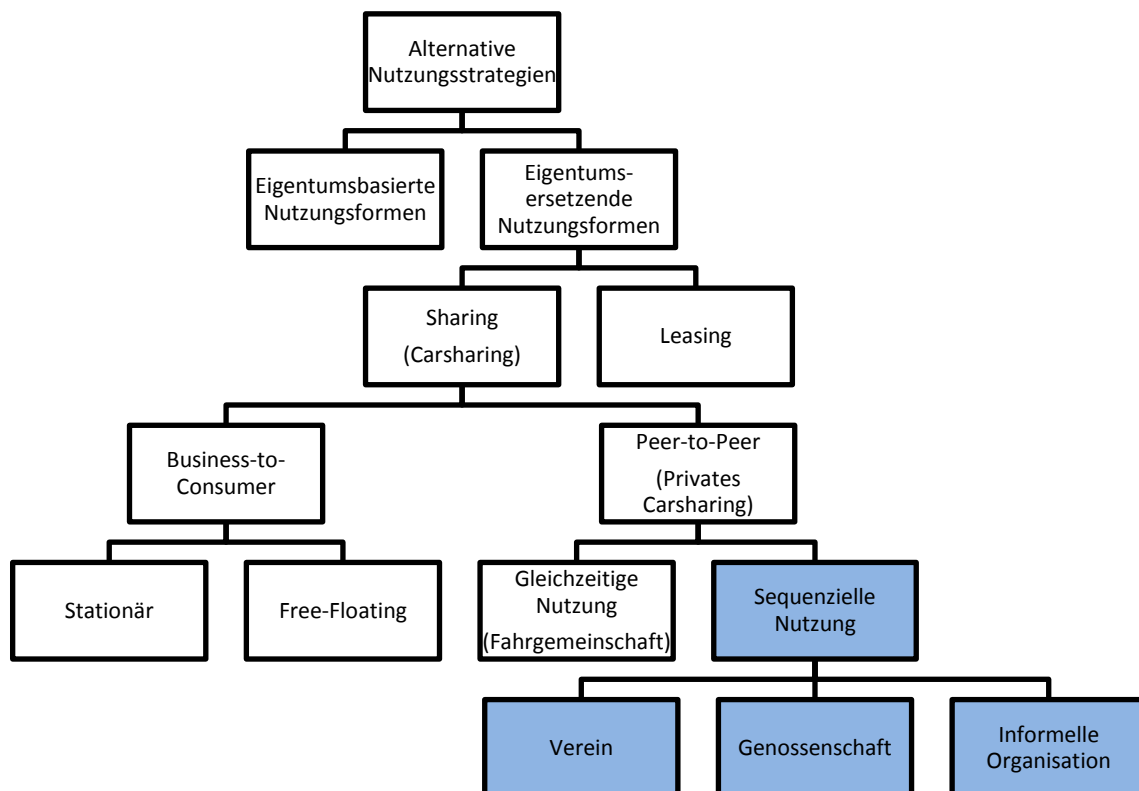 Alternative
Nutzungsstrategien
Eigentumsbasierte
Nutzungsformen
Eigentums-
ersetzende
Nutzungsformen
Sharing
(Carsharing)
Leasing
Business-to-
Consumer
Peer-to-Peer
(Privates
Carsharing)
Stationär
Free-Floating
Gleichzeitige
Nutzung
(Fahrgemeinschaft)
Sequenzielle
Nutzung
Verein
Genossenschaft
Informelle
Organisation